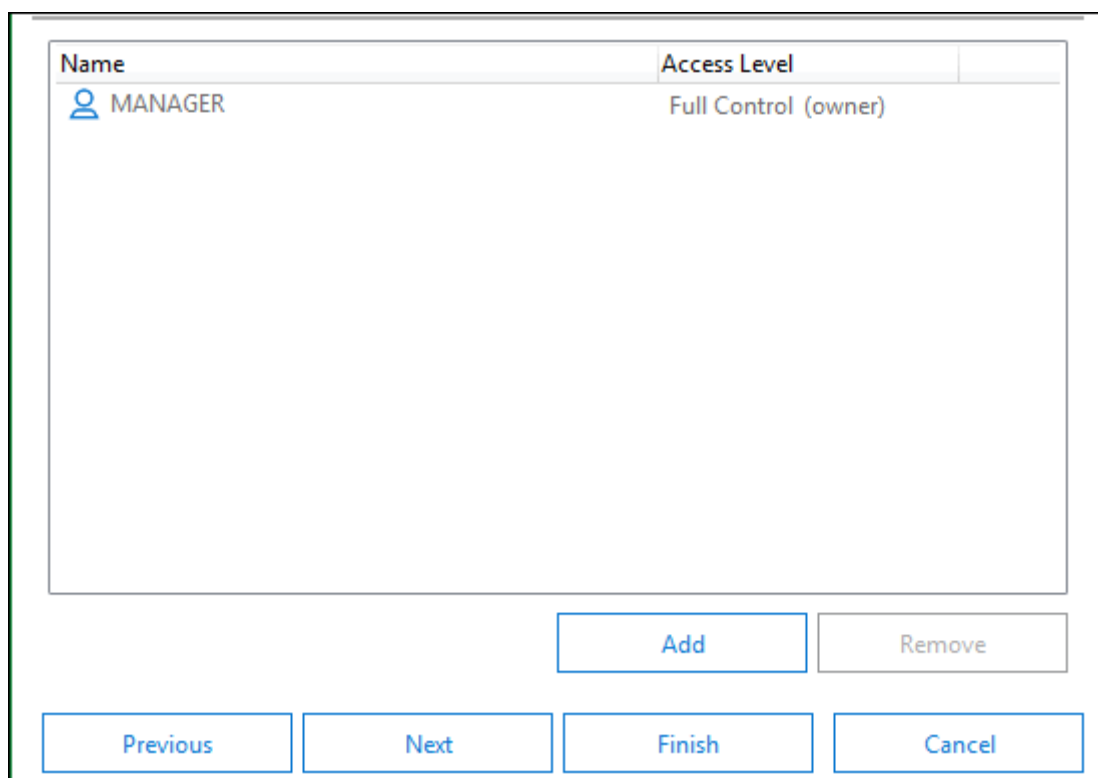 Name Access Level
MANAGER Full Control (owner)
Add Remove
Previous Next Finish Cancel